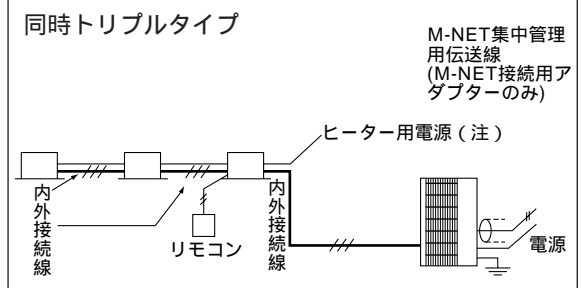 同時トリプルタイプ
M-NET集中管理
用伝送線
(M-NET接続用ア
ダプターのみ)
ヒーター用電源（注）
内外接続線
リモコン
内外接続線
電源